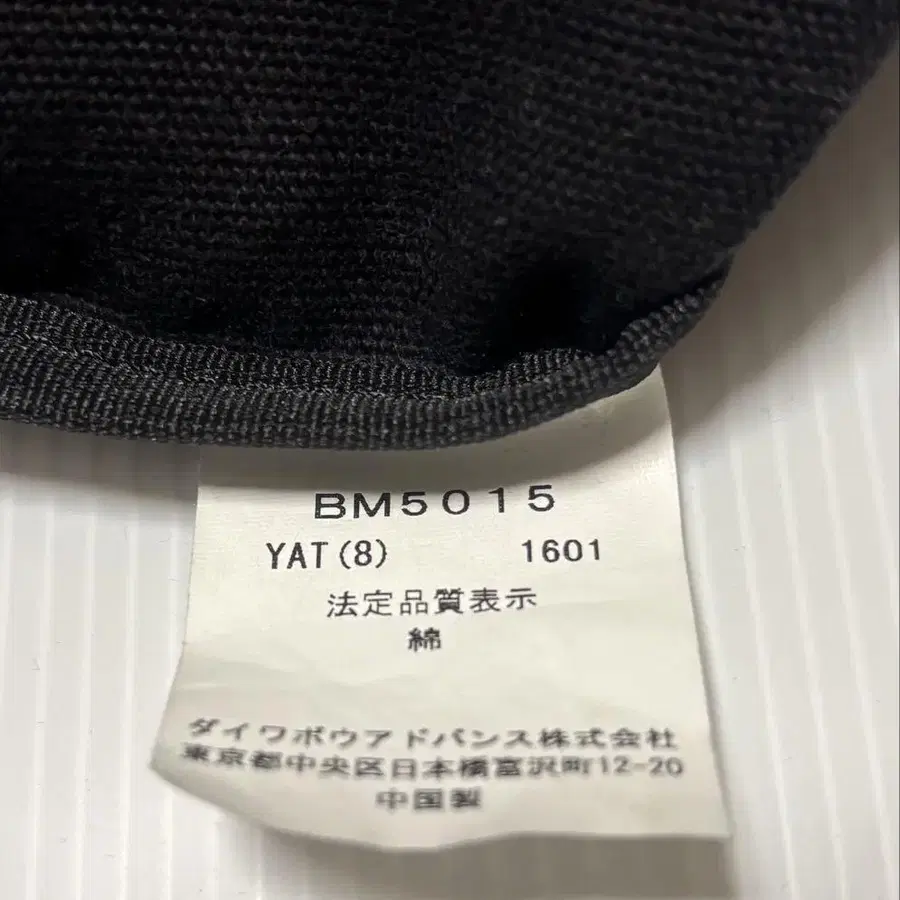 BM5015
YAT(8) 1601
法定品質表示
綿
ダイワボウアドバンス株式会社
東京都中央区日本橋富沢町12-20
中国製